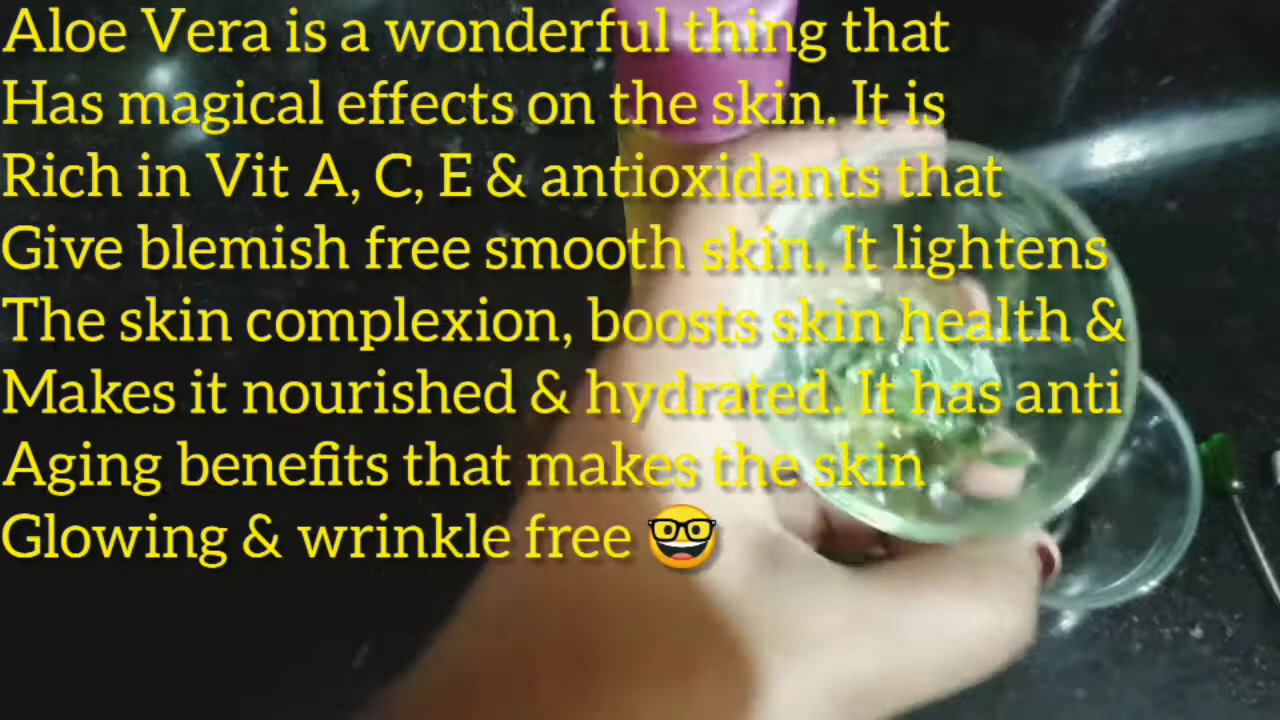 Aloe Vera is a wonderful thing that
Has magical effects on the skin. It is
Rich in Vit A, C, E & antioxidants that
Give blemish free smooth skin. It lightens
The skin complexion, boosts skin health &
Makes it nourished & hydrated. It has anti
Aging benefits that makes the skin
Glowing & wrinkle free 🤓